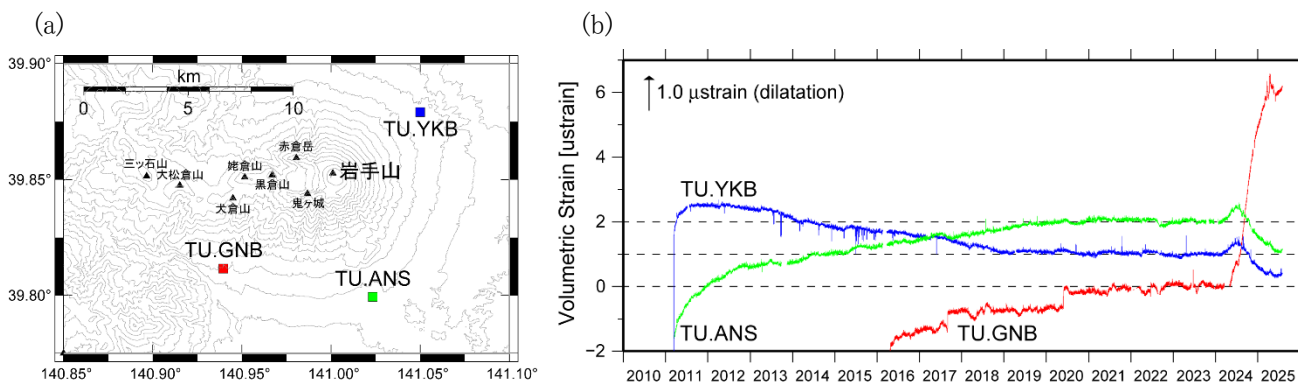 (a)
39.90°
39.85°
39.80°
km
0 5 10
TU.YKB
赤倉岳
岩手山
三ッ石山
大松倉山
姥倉山
黒倉山
犬倉山
鬼ヶ城
TU.GNB
TU.ANS
140.85° 140.90° 140.95° 141.00° 141.05° 141.10°
(b)
Volumetric Strain [ustrain]
6
4
2
0
−2
1.0 μstrain (dilatation)
TU.YKB
TU.ANS
TU.GNB
2010 2011 2012 2013 2014 2015 2016 2017 2018 2019 2020 2021 2022 2023 2024 2025